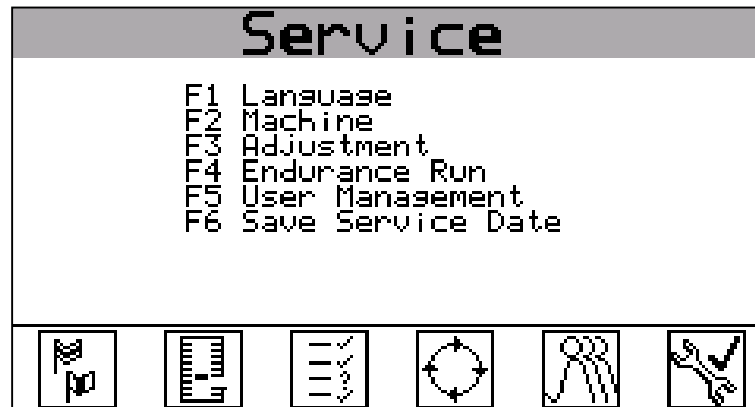 Service
F1 Language
F2 Machine
F3 Adjustment
F4 Endurance Run
F5 User Management
F6 Save Service Date